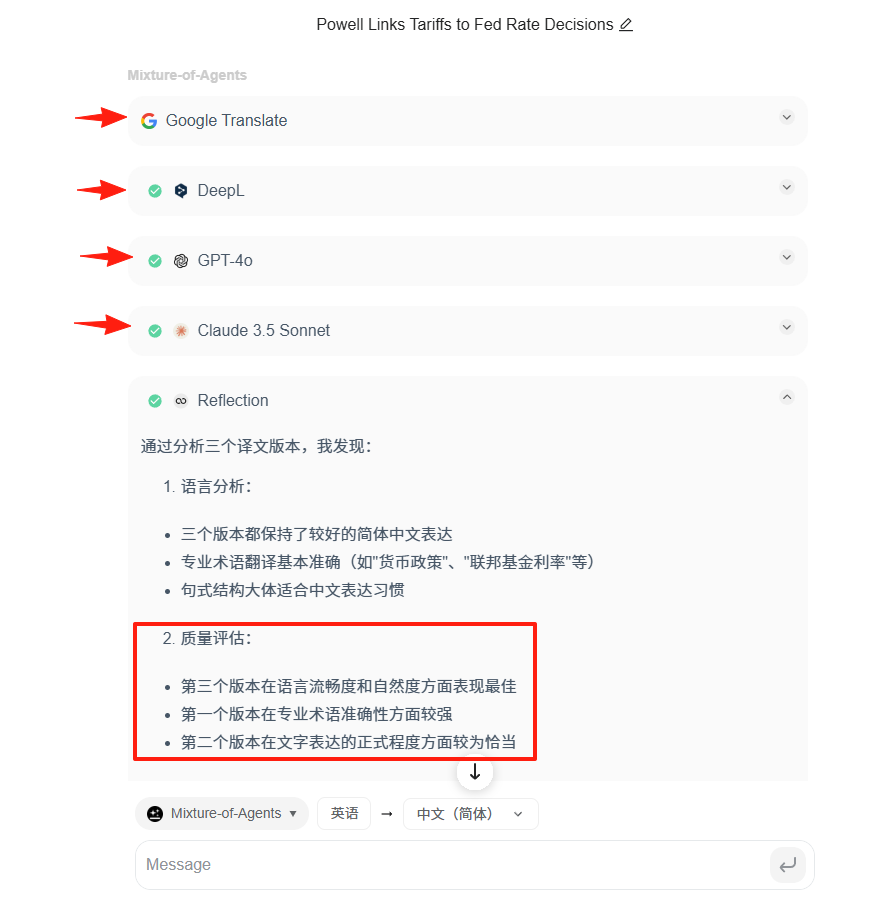 Powell Links Tariffs to Fed Rate Decisions
Mixture-of-Agents
Google Translate
DeepL
GPT-4o
Claude 3.5 Sonnet
Reflection
通过分析三个译文版本，我发现：
1. 语言分析：
• 三个版本都保持了较好的简体中文表达
• 专业术语翻译基本准确（如"货币政策"、"联邦基金利率"等）
• 句式结构大体适合中文表达习惯
2. 质量评估：
• 第三个版本在语言流畅度和自然度方面表现最佳
• 第一个版本在专业术语准确性方面较强
• 第二个版本在文字表达的正式程度方面较为恰当
Mixture-of-Agents 英语 → 中文（简体）
Message